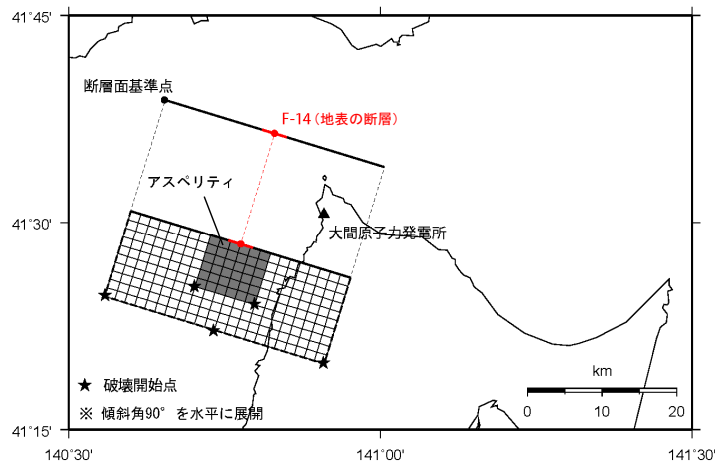 41°45'
断層面基準点
F-14（地表の断層）
アスペリティ
41°30'
大間原子力発電所
km
★ 破壊開始点
0 10 20
※ 傾斜角90°を水平に展開
41°15'
140°30' 141°00' 141°30'